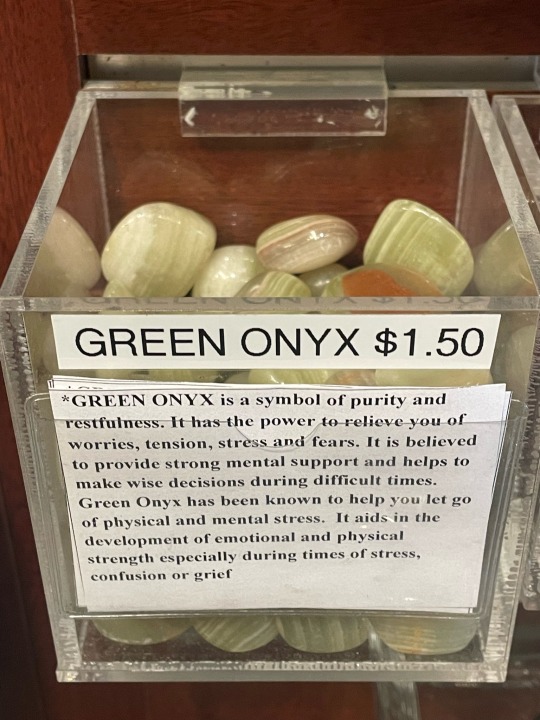 GREEN ONYX $1.50
*GREEN ONYX is a symbol of purity and
restfulness. It has the power to relieve you of
worries, tension, stress and fears. It is believed
to provide strong mental support and helps to
make wise decisions during difficult times.
Green Onyx has been known to help you let go
of physical and mental stress.  It aids in the
development of emotional and physical
strength especially during times of stress,
confusion or grief